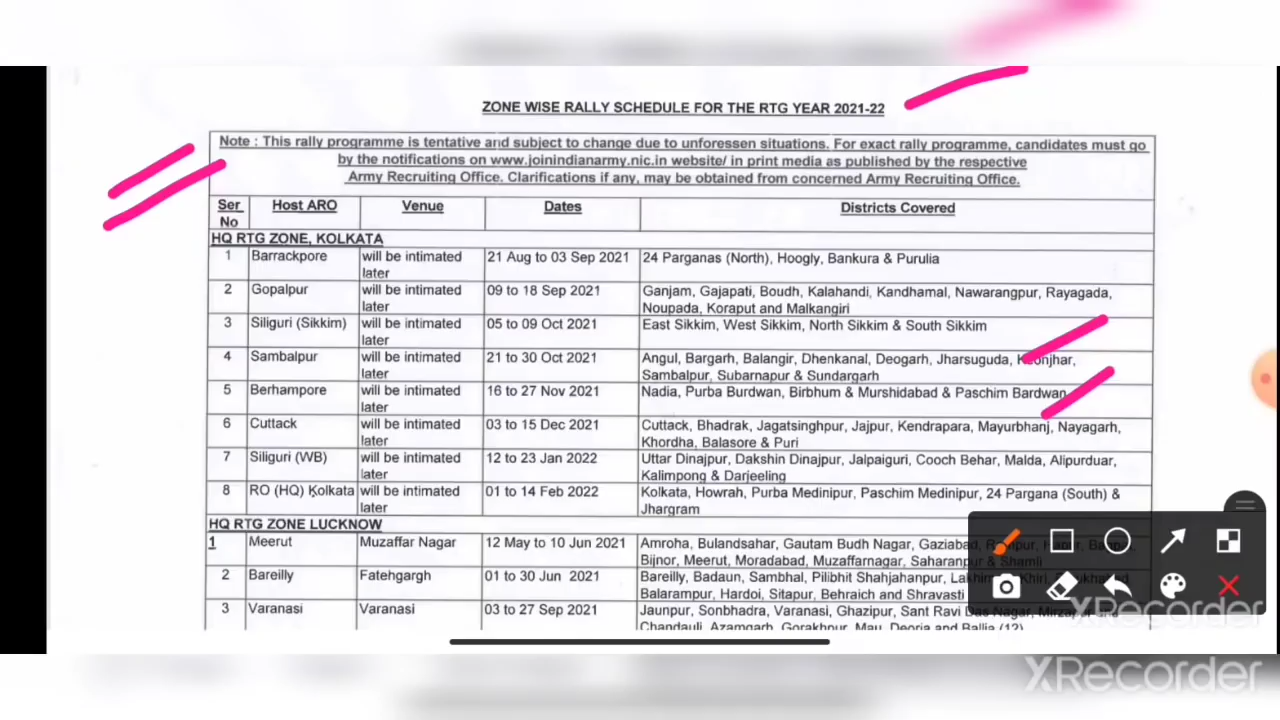 ZONE WISE RALLY SCHEDULE FOR THE RTG YEAR 2021-22
Note : This rally programme is tentative and subject to change due to unforessen situations. For exact rally programme, candidates must go
by the notifications on www.joinindianarmy.nic.in website/ in print media as published by the respective
Army Recruiting Office. Clarifications if any, may be obtained from concerned Army Recruiting Office.
Ser No Host ARO Venue Dates Districts Covered
HQ RTG ZONE, KOLKATA
1 Barrackpore will be intimated later 21 Aug to 03 Sep 2021 24 Parganas (North), Hoogly, Bankura & Purulia
2 Gopalpur will be intimated later 09 to 18 Sep 2021 Ganjam, Gajapati, Boudh, Kalahandi, Kandhamal, Nawarangpur, Rayagada,
Noupada, Koraput and Malkangiri
3 Siliguri (Sikkim) will be intimated later 05 to 09 Oct 2021 East Sikkim, West Sikkim, North Sikkim & South Sikkim
4 Sambalpur will be intimated later 21 to 30 Oct 2021 Angul, Bargarh, Balangir, Dhenkanal, Deogarh, Jharsuguda,
Sambalpur, Subarnapur & Sundargarh
5 Berhampore will be intimated later 16 to 27 Nov 2021 Nadia, Purba Burdwan, Birbhum & Murshidabad & Paschim Bardwan
6 Cuttack will be intimated later 03 to 15 Dec 2021 Cuttack, Bhadrak, Jagatsinghpur, Jajpur, Kendrapara, Mayurbhanj, Nayagarh,
Khordha, Balasore & Puri
7 Siliguri (WB) will be intimated later 12 to 23 Jan 2022 Uttar Dinajpur, Dakshin Dinajpur, Jalpaiguri, Cooch Behar, Malda, Alipurduar,
Kalimpong & Darjeeling
8 RO (HQ) Kolkata will be intimated later 01 to 14 Feb 2022 Kolkata, Howrah, Purba Medinipur, Paschim Medinipur, 24 Pargana (South) &
Jhargram
HQ RTG ZONE LUCKNOW
1 Meerut Muzaffar Nagar 12 May to 10 Jun 2021 Amroha, Bulandsahar, Gautam Budh Nagar, Gaziabad,
Bijnor, Meerut, Moradabad, Muzaffarnagar, Saharanpur & Shamli
2 Bareilly Fatehgargh 01 to 30 Jun 2021 Bareilly, Badaun, Sambhal, Pilibhit Shahjahanpur,
Balarampur, Hardoi, Sitapur, Behraich and Shravasti
3 Varanasi Varanasi 03 to 27 Sep 2021 Jaunpur, Sonbhadra, Varanasi, Ghazipur, Sant Ravi Das Nagar,
Chandauli, Azamgarh, Gorakhpur, Mau, Deoria and Ballia (12)
XRecorder
XRecorder